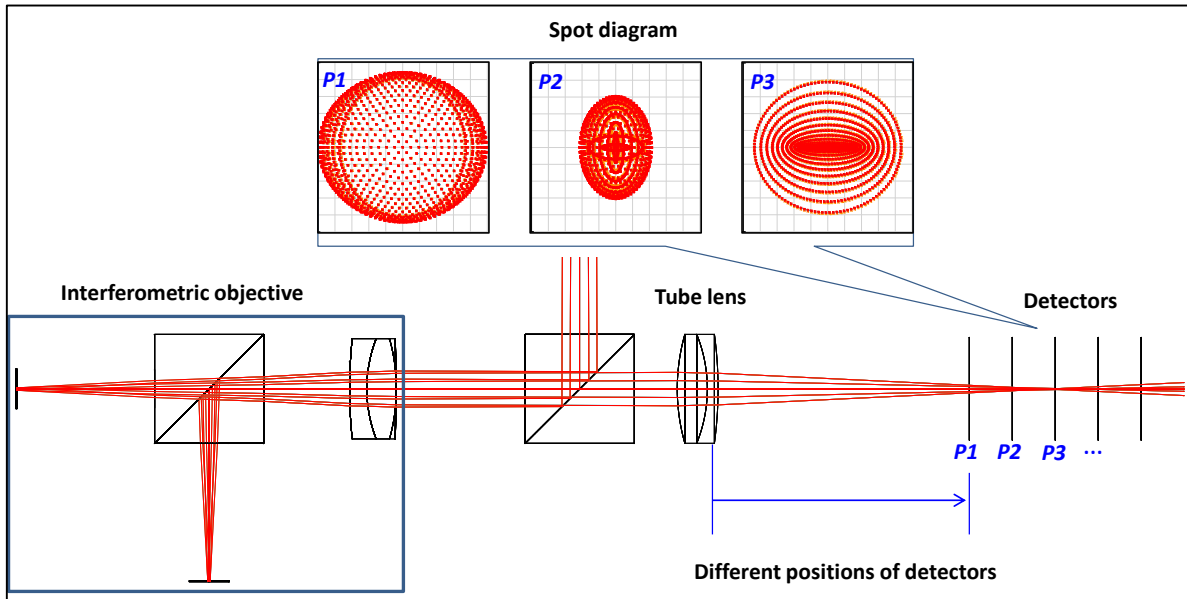 Spot diagram
P1
P2
P3
Interferometric objective
Tube lens
Detectors
P1
P2
P3
...
Different positions of detectors